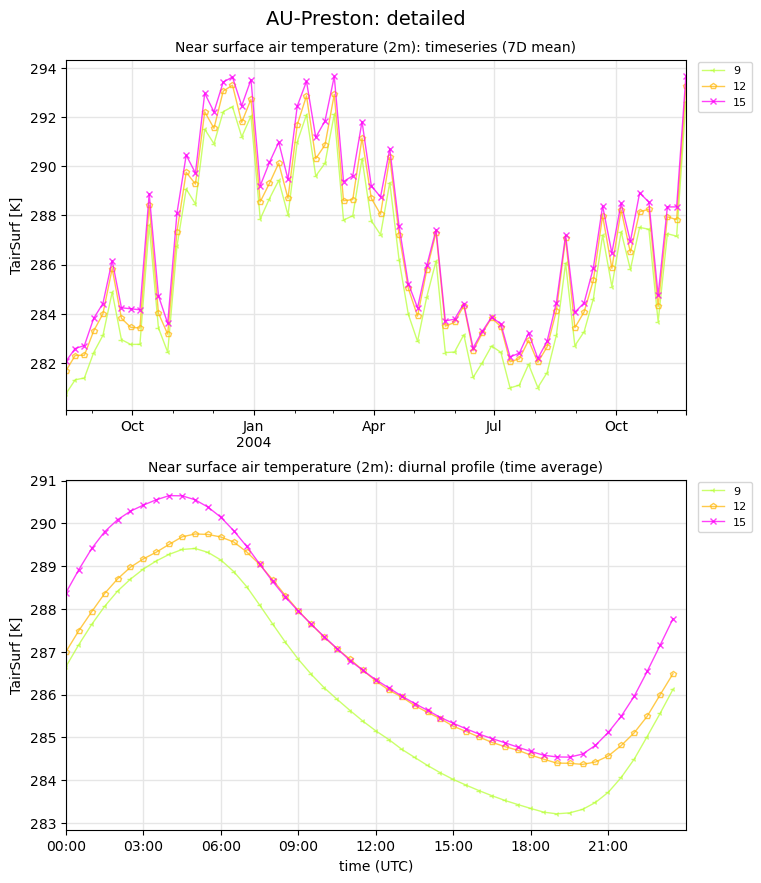 AU-Preston: detailed
Near surface air temperature (2m): timeseries (7D mean)
TairSurf [K]
294
292
290
288
286
284
282
Oct
Jan
2004
Apr
Jul
Oct
9
12
15
Near surface air temperature (2m): diurnal profile (time average)
TairSurf [K]
291
290
289
288
287
286
285
284
283
00:00
03:00
06:00
09:00
12:00
15:00
18:00
21:00
time (UTC)
9
12
15